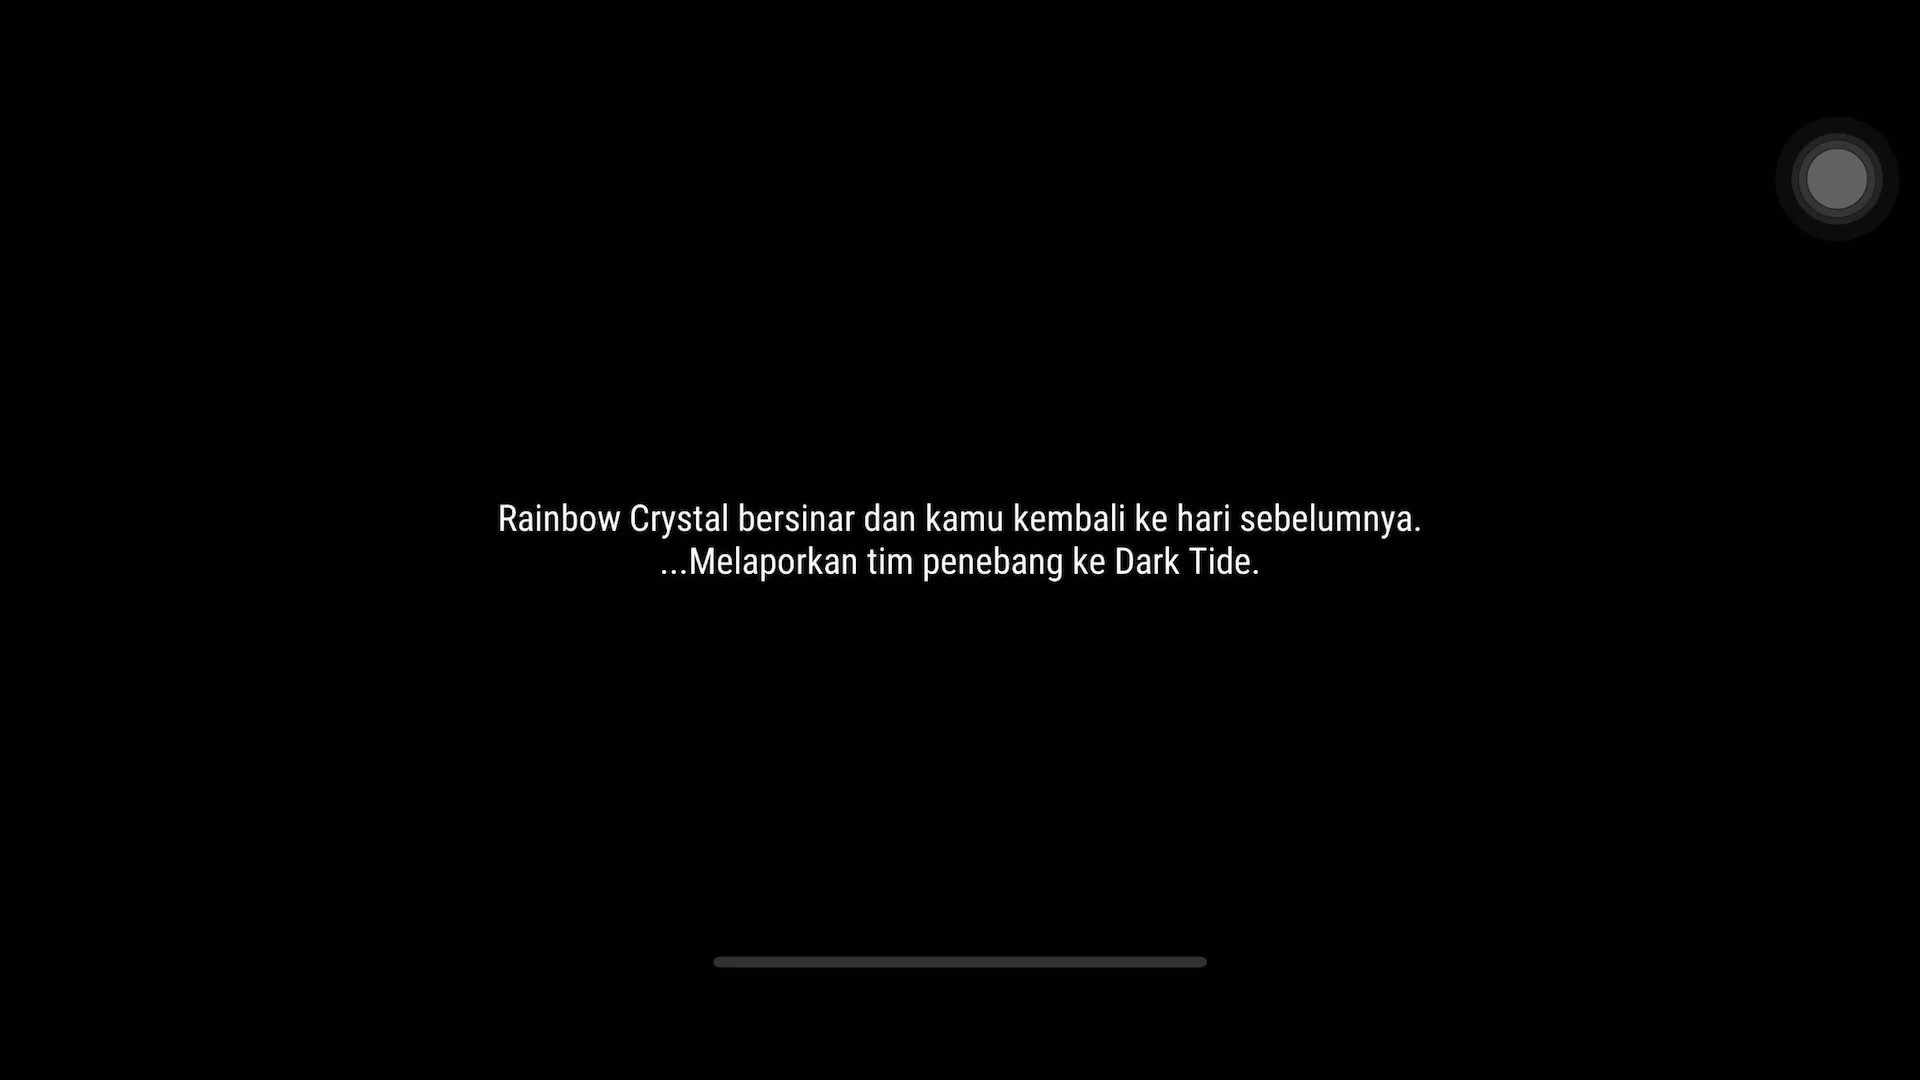 Rainbow Crystal bersinar dan kamu kembali ke hari sebelumnya.
...Melaporkan tim penebang ke Dark Tide.